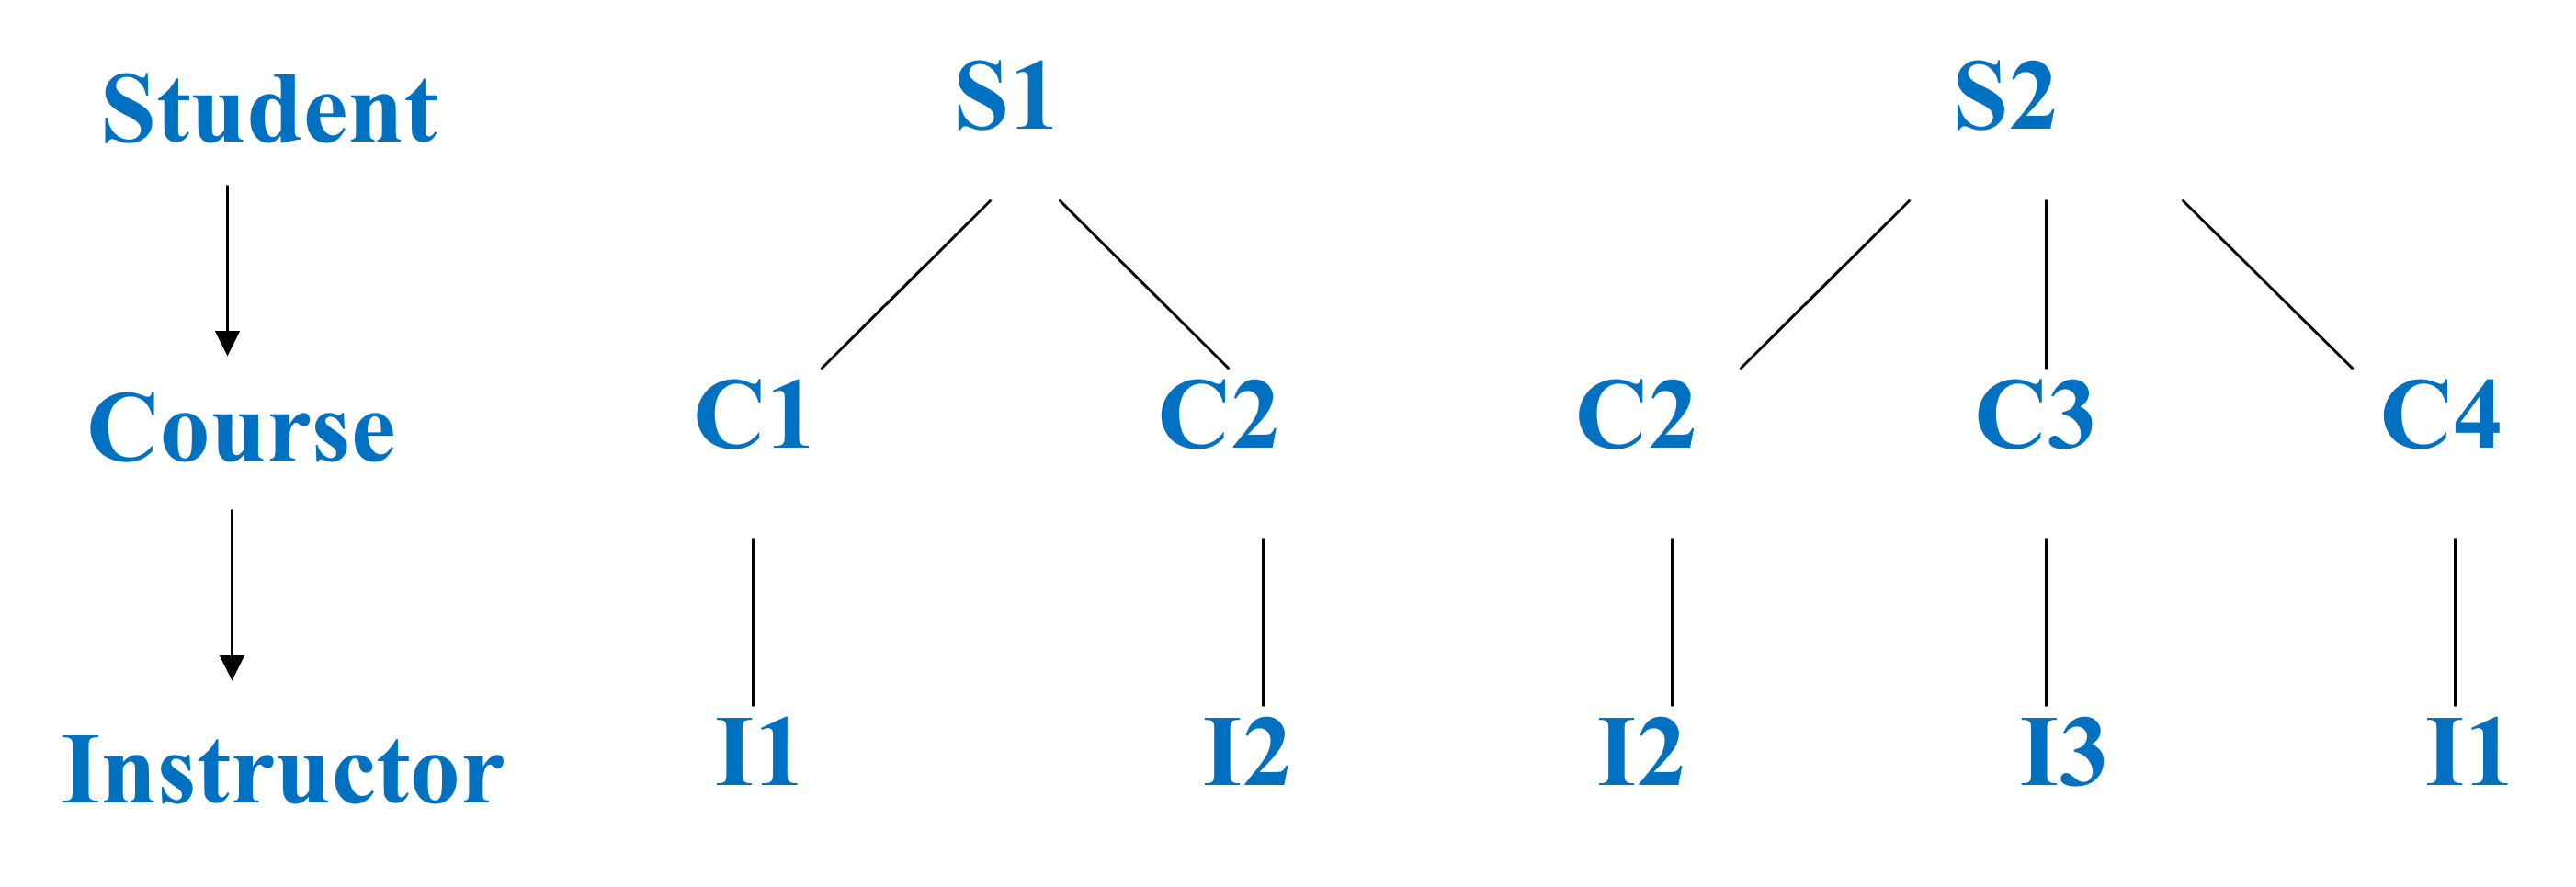 Student S1 S2
Course C1 C2 C2 C3 C4
Instructor I1 I2 I2 I3 I1